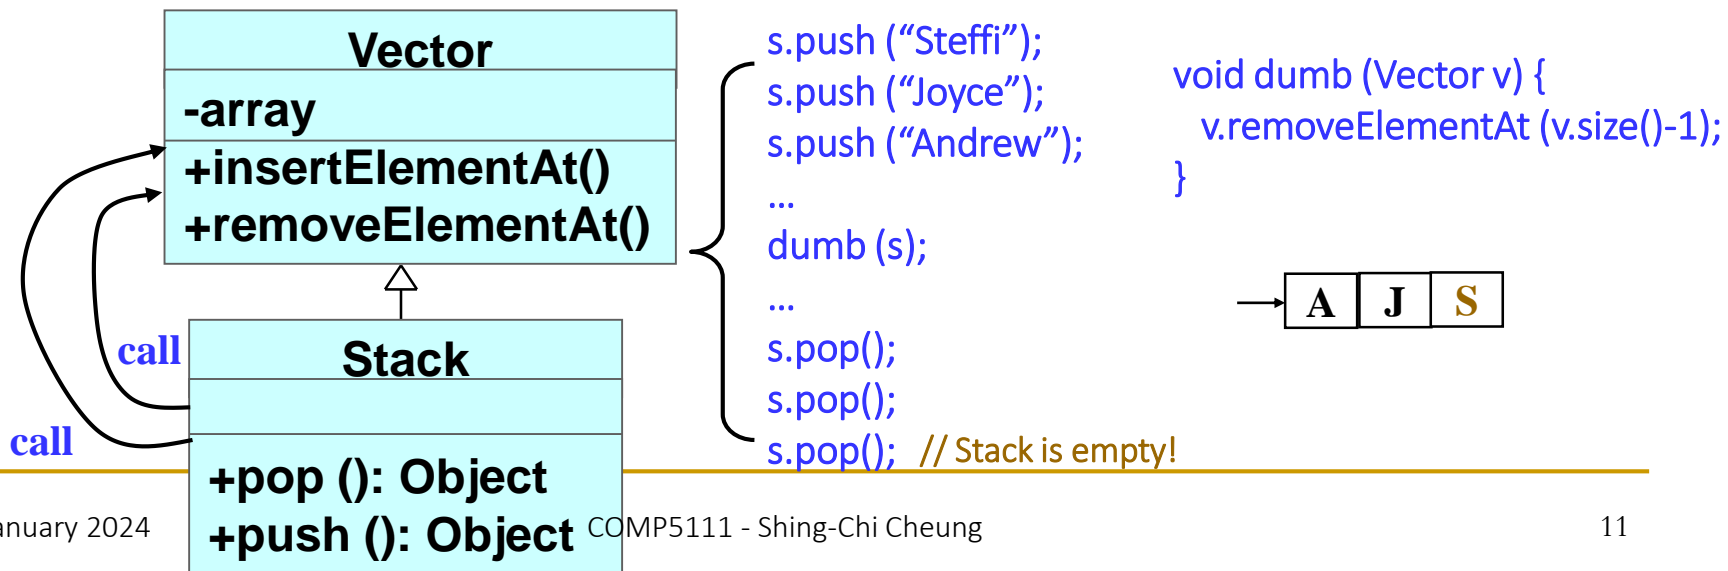 Vector
-array
+insertElementAt()
+removeElementAt()
call
call
Stack
+pop (): Object
+push (): Object
s.push (“Steffi”);
s.push (“Joyce”);
s.push (“Andrew”);
…
dumb (s);
…
s.pop();
s.pop();
s.pop(); // Stack is empty!
void dumb (Vector v) {
v.removeElementAt (v.size()-1);
}
A J S
anuary 2024
COMP5111 - Shing-Chi Cheung
11